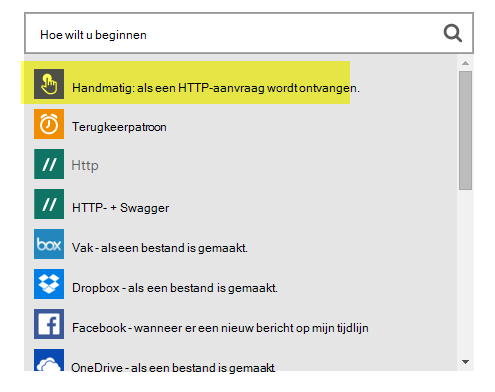 Hoe wilt u beginnen
Handmatig: als een HTTP-aanvraag wordt ontvangen.
Terugkeerpatroon
// Http
// HTTP- + Swagger
box Vak - als een bestand is gemaakt.
Dropbox - als een bestand is gemaakt.
f Facebook - wanneer er een nieuw bericht op mijn tijdlijn
OneDrive - als een bestand is gemaakt